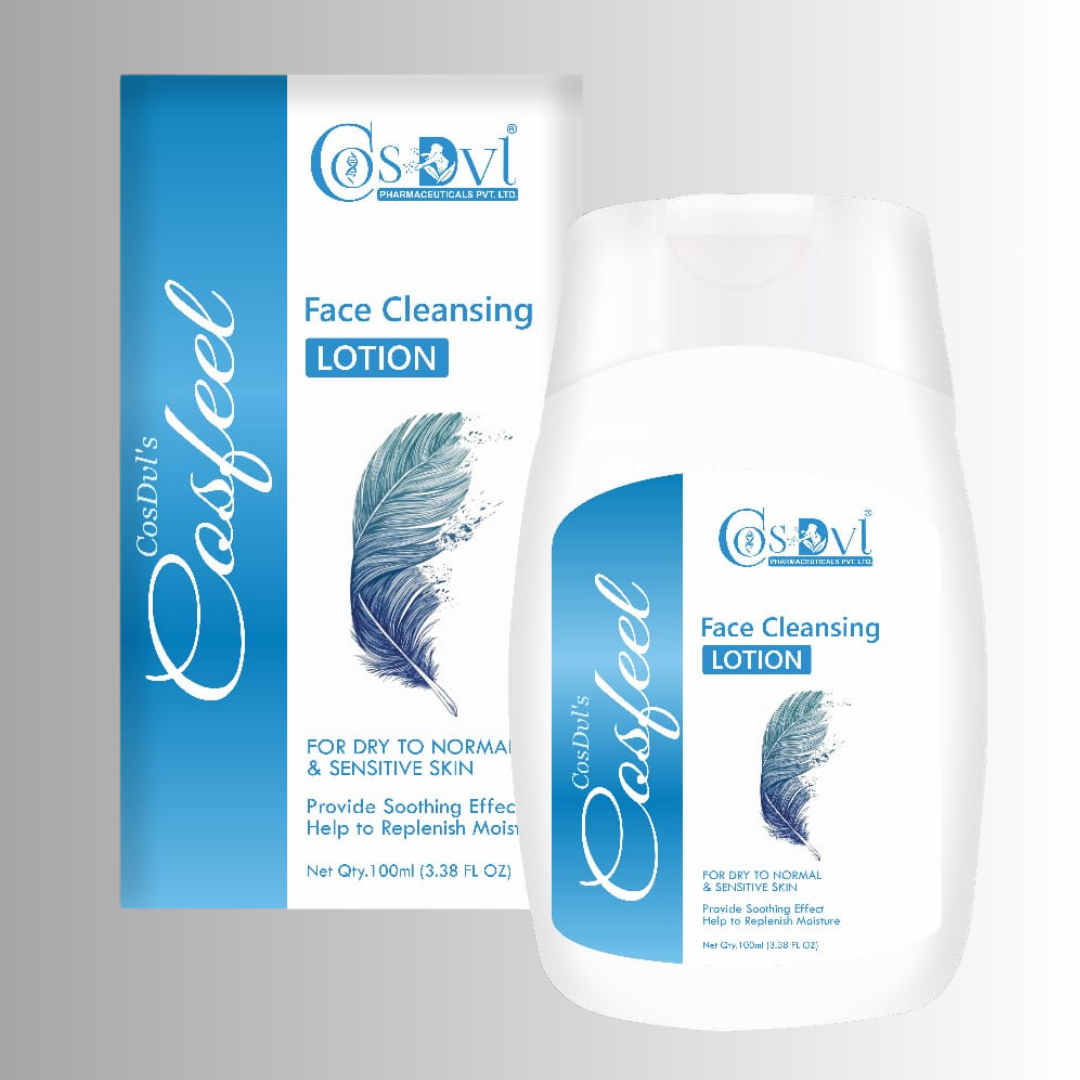 CosDvl®
PHARMACEUTICALS PVT. LTD.
CosDvl's
Cosfeel
Face Cleansing
LOTION
FOR DRY TO NORMAL
& SENSITIVE SKIN
Provide Soothing Effec
Help to Replenish Mois
Net Qty.100ml (3.38 FL OZ)
CosDvl®
PHARMACEUTICALS PVT. LTD.
CosDvl's
Cosfeel
Face Cleansing
LOTION
FOR DRY TO NORMAL
& SENSITIVE SKIN
Provide Soothing Effect
Help to Replenish Moisture
Net Qty.100ml (3.38 FL OZ)